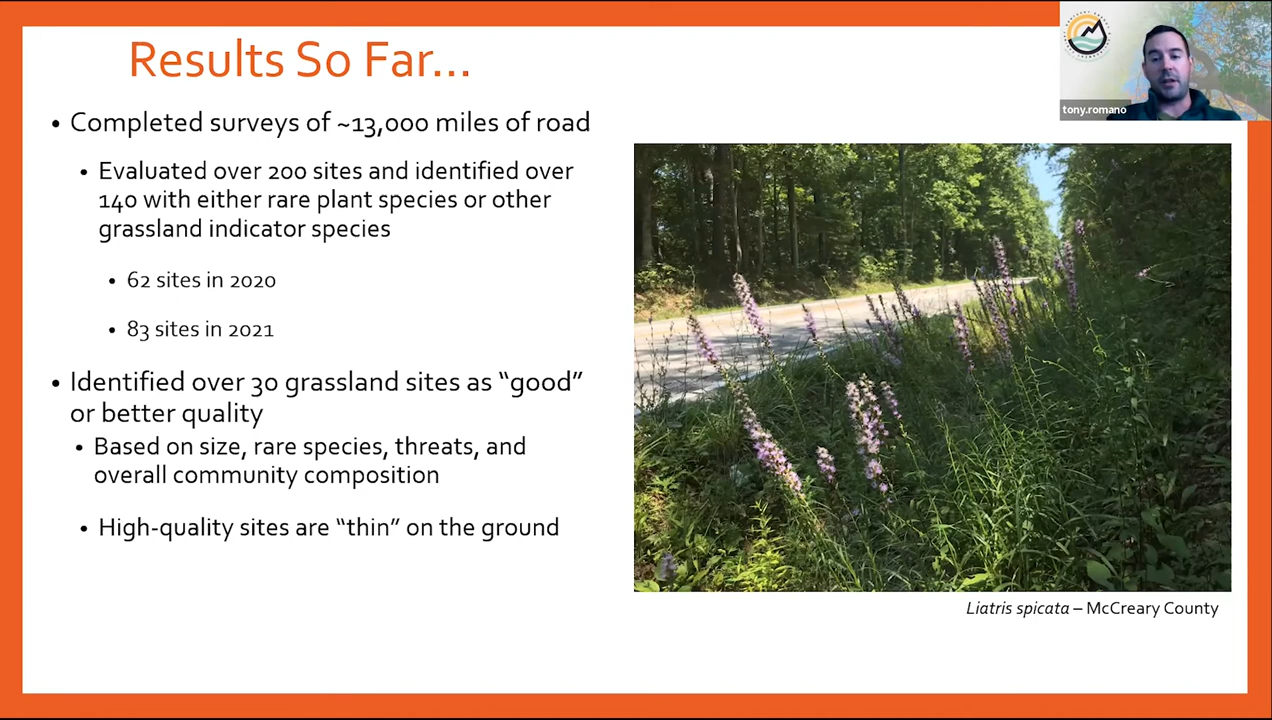 Results So Far...
• Completed surveys of ~13,000 miles of road
• Evaluated over 200 sites and identified over
140 with either rare plant species or other
grassland indicator species
• 62 sites in 2020
• 83 sites in 2021
• Identified over 30 grassland sites as “good”
or better quality
• Based on size, rare species, threats, and
overall community composition
• High-quality sites are “thin” on the ground
tony.romano
Liatris spicata – McCreary County